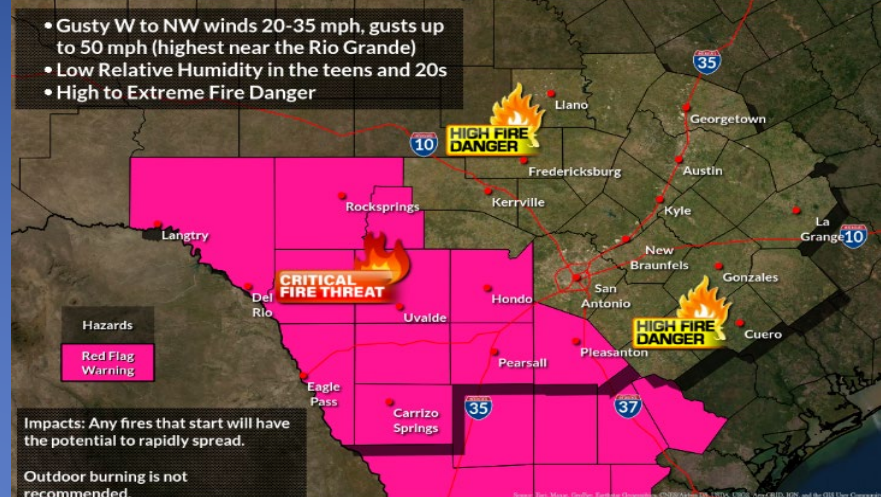 • Gusty W to NW winds 20-35 mph, gusts up
to 50 mph (highest near the Rio Grande)
• Low Relative Humidity in the teens and 20s
• High to Extreme Fire Danger
35
Llano
Georgetown
10
HIGH FIRE
DANGER
Fredericksburg
Austin
Rocksprings
Kerrville
Kyle
Langtry
La
Grange
10
New
Braunfels
CRITICAL
FIRE THREAT
Gonzales
Del
Rio
Hondo
San
Antonio
Uvalde
Hazards
HIGH FIRE
DANGER
Cuero
Red Flag
Warning
Pearsall
Pleasanton
Eagle
Pass
Carrizo
Springs
35
37
Impacts: Any fires that start will have
the potential to rapidly spread.
Outdoor burning is not
recommended.